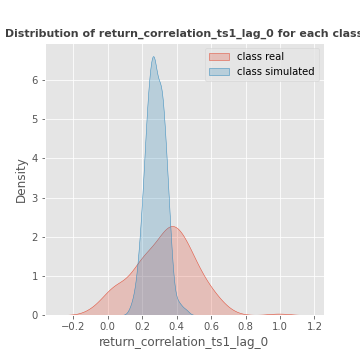 Distribution of return_correlation_ts1_lag_0 for each class
class real
class simulated
Density
6
5
4
3
2
1
0
−0.2 0.0 0.2 0.4 0.6 0.8 1.0 1.2
return_correlation_ts1_lag_0